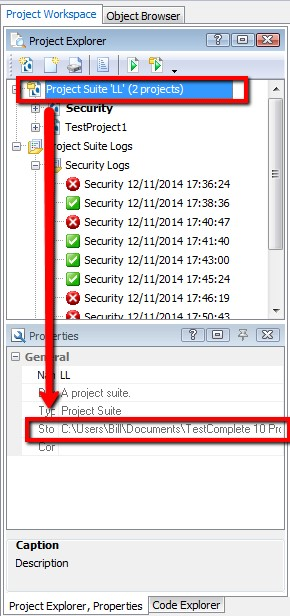 Project Workspace Object Browser
Project Explorer
Project Suite 'LL' (2 projects)
Security
TestProject1
Project Suite Logs
Security Logs
Security 12/11/2014 17:36:24
Security 12/11/2014 17:38:36
Security 12/11/2014 17:40:47
Security 12/11/2014 17:41:40
Security 12/11/2014 17:43:00
Security 12/11/2014 17:45:24
Security 12/11/2014 17:46:19
Security 12/11/2014 17:50:43
Properties
General
LL
A project suite.
Typ Project Suite
Sto C:\Users\Bill\Documents\TestComplete 10 Pro
Cor
Caption
Description
Project Explorer, Properties Code Explorer